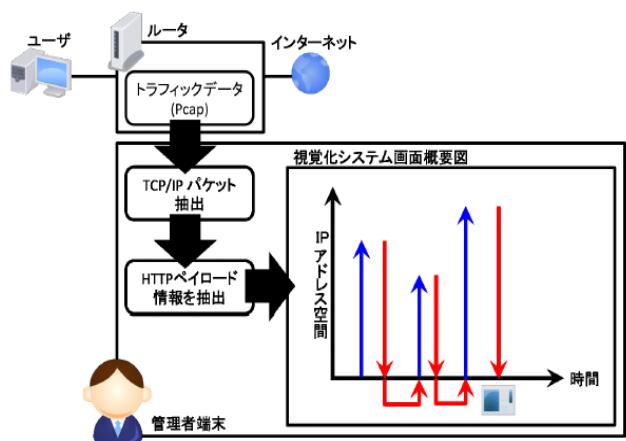 ユーザ
ルータ
インターネット
トラフィックデータ
(Pcap)
視覚化システム画面概要図
TCP/IP パケット
抽出
HTTPペイロード
情報を抽出
IPアドレス空間
時間
管理者端末